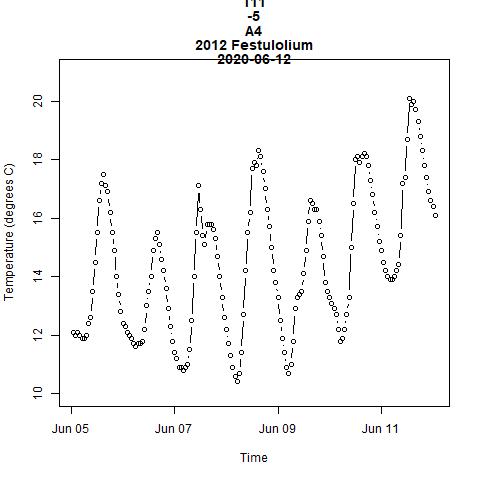 -5
A4
2012 Festulolium
2020-06-12
Temperature (degrees C)
20
18
16
14
12
10
Jun 05
Jun 07
Jun 09
Jun 11
Time